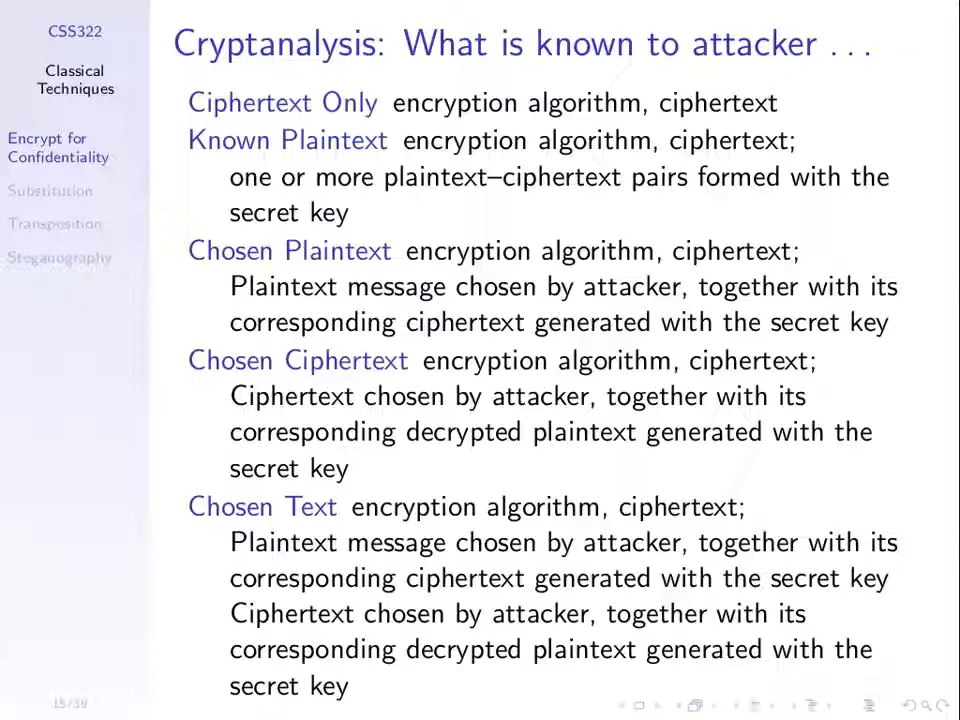 CSS322
Classical
Techniques
Encrypt for
Confidentiality
Substitution
Transposition
Steganography
15/39
Cryptanalysis: What is known to attacker . . .
Ciphertext Only encryption algorithm, ciphertext
Known Plaintext encryption algorithm, ciphertext;
one or more plaintext–ciphertext pairs formed with the
secret key
Chosen Plaintext encryption algorithm, ciphertext;
Plaintext message chosen by attacker, together with its
corresponding ciphertext generated with the secret key
Chosen Ciphertext encryption algorithm, ciphertext;
Ciphertext chosen by attacker, together with its
corresponding decrypted plaintext generated with the
secret key
Chosen Text encryption algorithm, ciphertext;
Plaintext message chosen by attacker, together with its
corresponding ciphertext generated with the secret key
Ciphertext chosen by attacker, together with its
corresponding decrypted plaintext generated with the
secret key